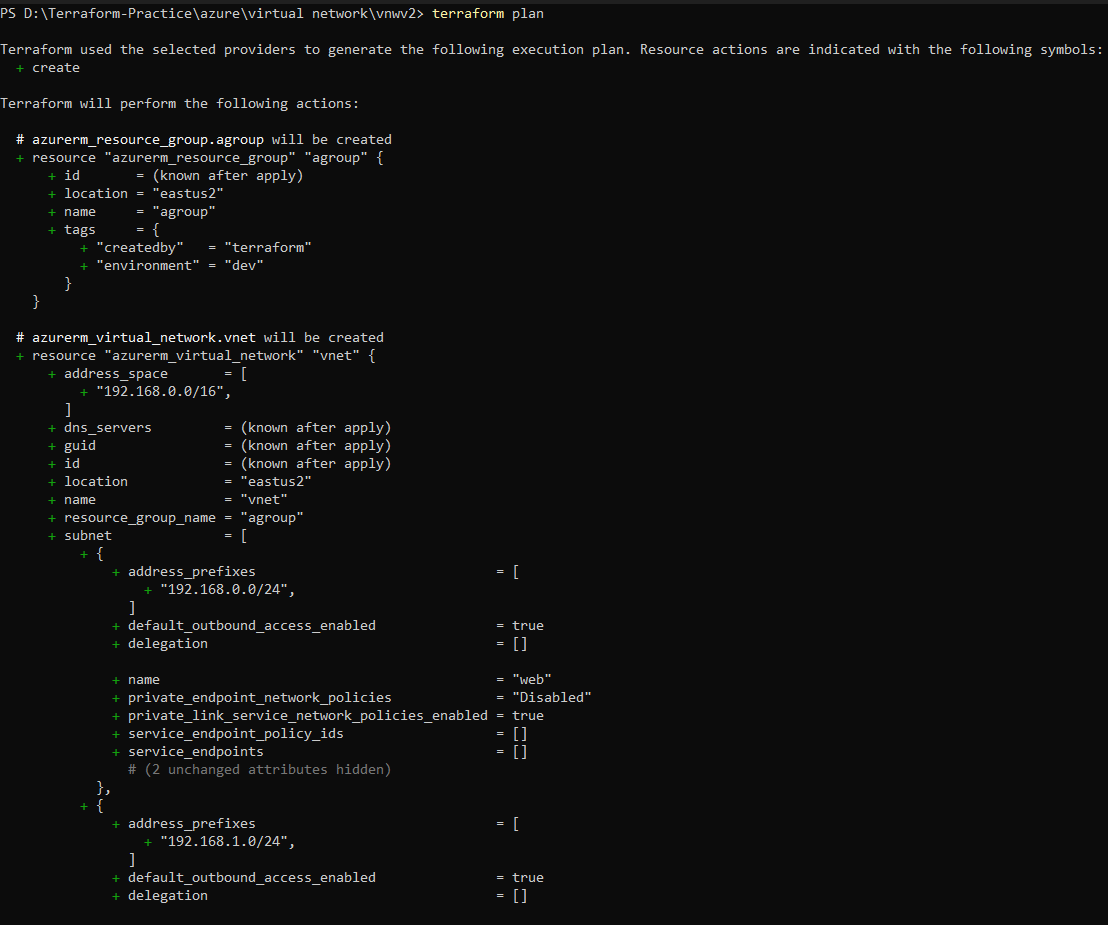 PS D:\Terraform-Practice\azure\virtual network\vnwv2> terraform plan
Terraform used the selected providers to generate the following execution plan. Resource actions are indicated with the following symbols:
  + create
Terraform will perform the following actions:
  # azurerm_resource_group.agroup will be created
  + resource "azurerm_resource_group" "agroup" {
      + id       = (known after apply)
      + location = "eastus2"
      + name     = "agroup"
      + tags     = {
          + "createdby"   = "terraform"
          + "environment" = "dev"
        }
    }
  # azurerm_virtual_network.vnet will be created
  + resource "azurerm_virtual_network" "vnet" {
      + address_space       = [
          + "192.168.0.0/16",
        ]
      + dns_servers         = (known after apply)
      + guid                = (known after apply)
      + id                  = (known after apply)
      + location            = "eastus2"
      + name                = "vnet"
      + resource_group_name = "agroup"
      + subnet              = [
          + {
              + address_prefixes                              = [
                  + "192.168.0.0/24",
                ]
              + default_outbound_access_enabled               = true
              + delegation                                    = []
              + name                                          = "web"
              + private_endpoint_network_policies             = "Disabled"
              + private_link_service_network_policies_enabled = true
              + service_endpoint_policy_ids                   = []
              + service_endpoints                             = []
                # (2 unchanged attributes hidden)
            },
          + {
              + address_prefixes                              = [
                  + "192.168.1.0/24",
                ]
              + default_outbound_access_enabled               = true
              + delegation                                    = []